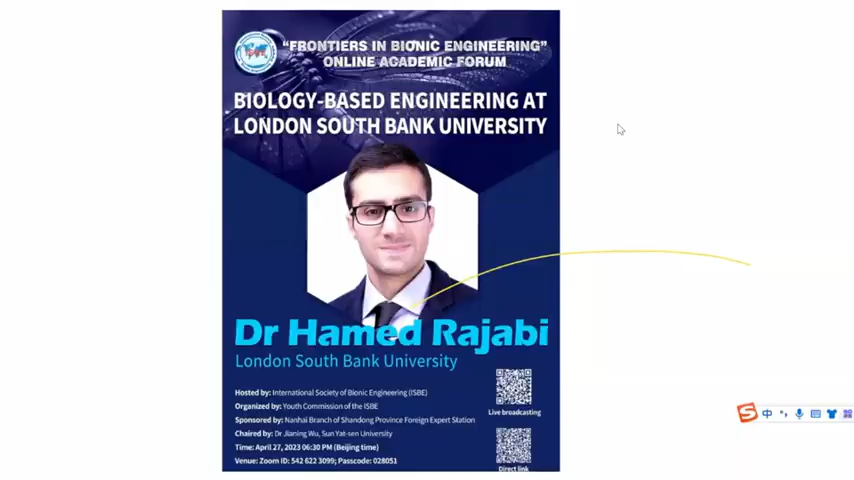 “FRONTIERS IN BIONIC ENGINEERING”
ONLINE ACADEMIC FORUM
BIOLOGY-BASED ENGINEERING AT
LONDON SOUTH BANK UNIVERSITY
Dr Hamed Rajabi
London South Bank University
Hosted by: International Society of Bionic Engineering (ISBE)
Organized by: Youth Commission of the ISBE
Sponsored by: Nanhai Branch of Shandong Province Foreign Expert Station
Chaired by: Dr Jianing Wu, Sun Yat-sen University
Time: April 27, 2023 06:30 PM (Beijing time)
Venue: Zoom ID: 542 622 3099; Passcode: 028051
Live broadcasting
Direct link
中